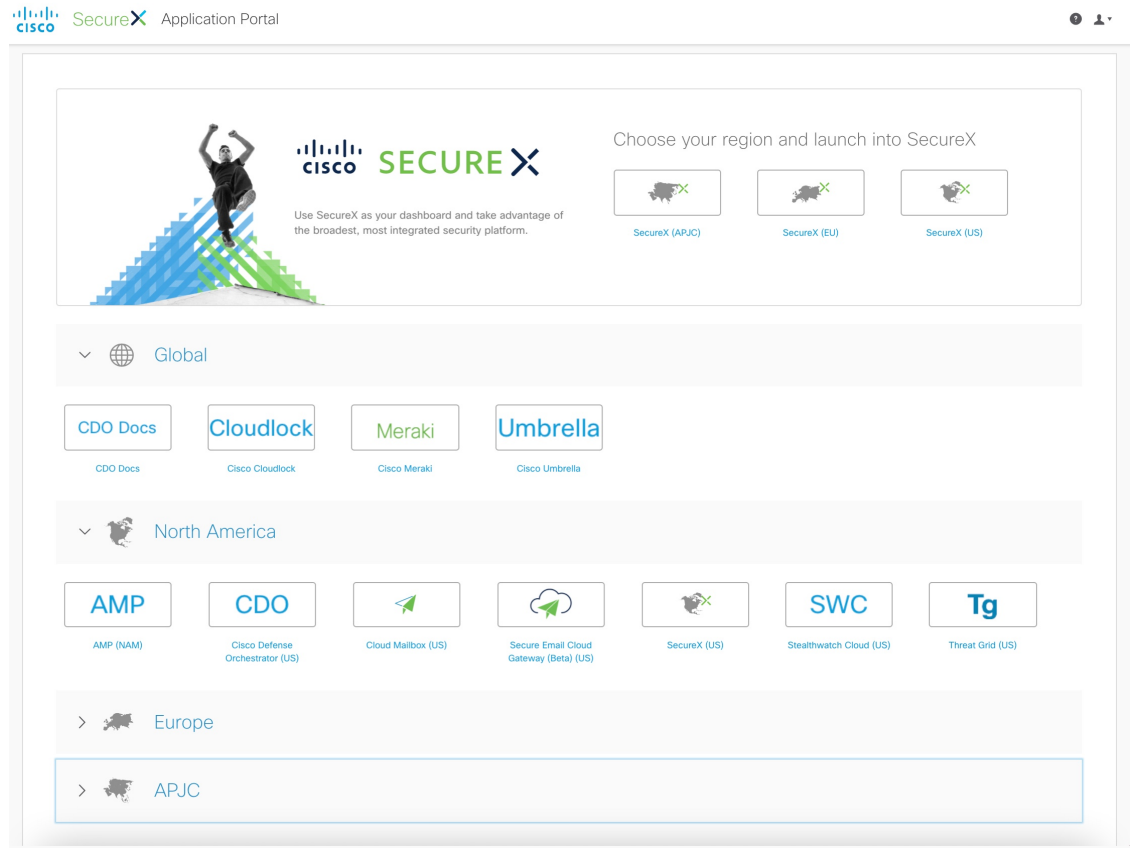 CISCO SecureX Application Portal
CISCO SECURE X
Use SecureX as your dashboard and take advantage of
the broadest, most integrated security platform.
Choose your region and launch into SecureX
SecureX (APJC) SecureX (EU) SecureX (US)
Global
CDO Docs Cloudlock Meraki Umbrella
CDO Docs Cisco Cloudlock Cisco Meraki Cisco Umbrella
North America
AMP CDO SWC Tg
AMP (NAM) Cisco Defense Cloud Mailbox (US) Secure Email Cloud SecureX (US) Stealthwatch Cloud (US) Threat Grid (US)
Orchestrator (US) Gateway (Beta) (US)
Europe
APJC